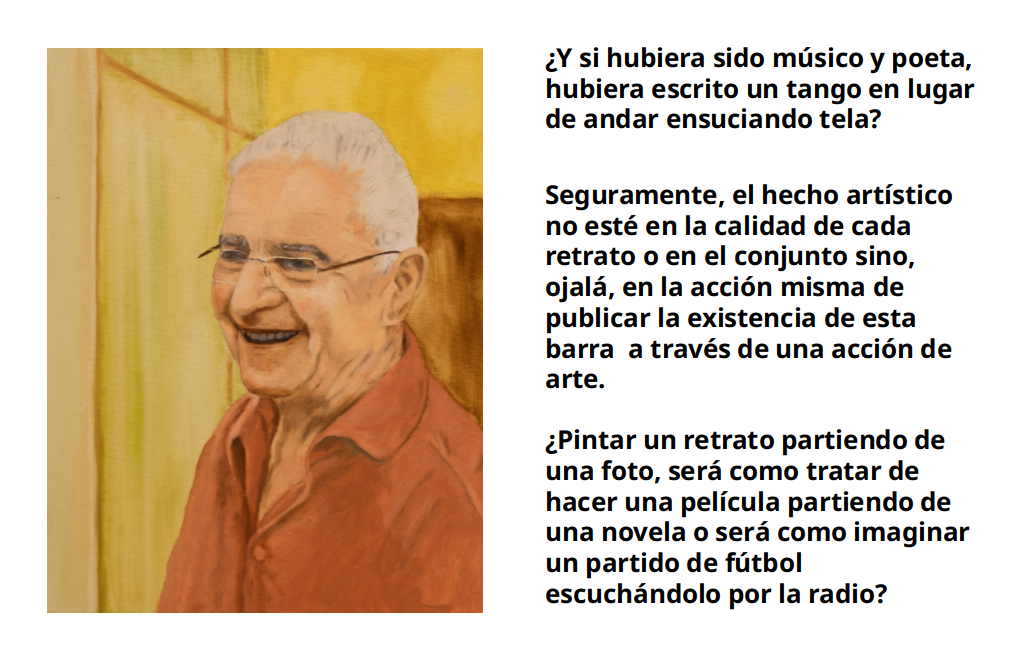 ¿Y si hubiera sido músico y poeta,
hubiera escrito un tango en lugar
de andar ensuciando tela?
Seguramente, el hecho artístico
no esté en la calidad de cada
retrato o en el conjunto sino,
ojalá, en la acción misma de
publicar la existencia de esta
barra  a través de una acción de
arte.
¿Pintar un retrato partiendo de
una foto, será como tratar de
hacer una película partiendo de
una novela o será como imaginar
un partido de fútbol
escuchándolo por la radio?